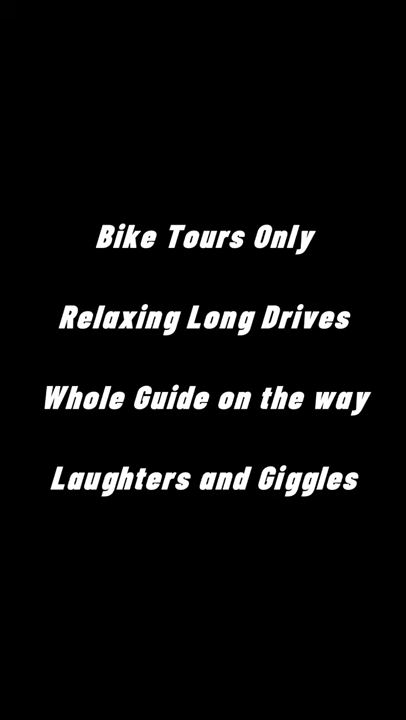 Bike Tours Only
Relaxing Long Drives
Whole Guide on the way
Laughters and Giggles